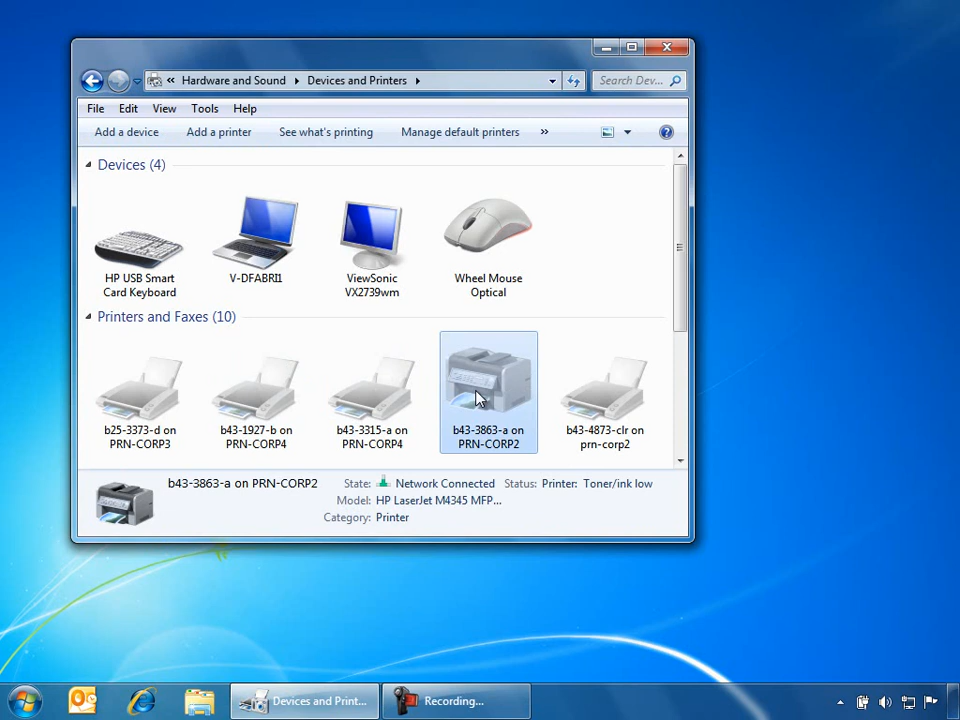 « Hardware and Sound Devices and Printers Search Dev...
File Edit View Tools Help
Add a device Add a printer See what's printing Manage default printers »
Devices (4)
HP USB Smart
Card Keyboard
V-DFABRI1
ViewSonic
VX2739wm
Wheel Mouse
Optical
Printers and Faxes (10)
b25-3373-d on
PRN-CORP3
b43-1927-b on
PRN-CORP4
b43-3315-a on
PRN-CORP4
b43-3863-a on
PRN-CORP2
b43-4873-clr on
prn-corp2
b43-3863-a on PRN-CORP2 State: Network Connected Status: Printer: Toner/ink low
Model: HP LaserJet M4345 MFP...
Category: Printer
Devices and Print... Recording...